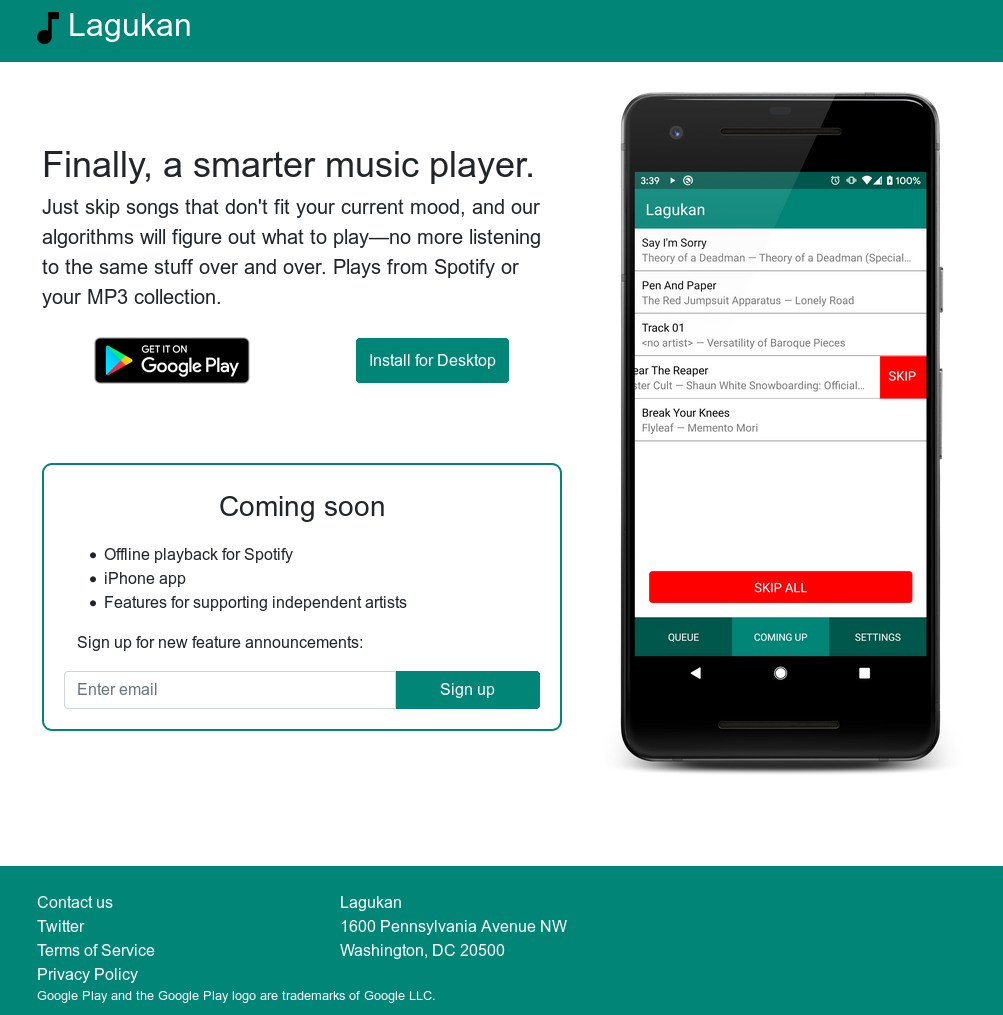 Lagukan
Finally, a smarter music player.
Just skip songs that don't fit your current mood, and our
algorithms will figure out what to play—no more listening
to the same stuff over and over. Plays from Spotify or
your MP3 collection.
GET IT ON
Google Play
Install for Desktop
Coming soon
• Offline playback for Spotify
• iPhone app
• Features for supporting independent artists
Sign up for new feature announcements:
Enter email
Sign up
3:39
100%
Lagukan
Say I'm Sorry
Theory of a Deadman — Theory of a Deadman (Special...
Pen And Paper
The Red Jumpsuit Apparatus — Lonely Road
Track 01
<no artist> — Versatility of Baroque Pieces
ear The Reaper
ster Cult — Shaun White Snowboarding: Official...
SKIP
Break Your Knees
Flyleaf — Memento Mori
SKIP ALL
QUEUE
COMING UP
SETTINGS
Contact us
Twitter
Terms of Service
Privacy Policy
Lagukan
1600 Pennsylvania Avenue NW
Washington, DC 20500
Google Play and the Google Play logo are trademarks of Google LLC.